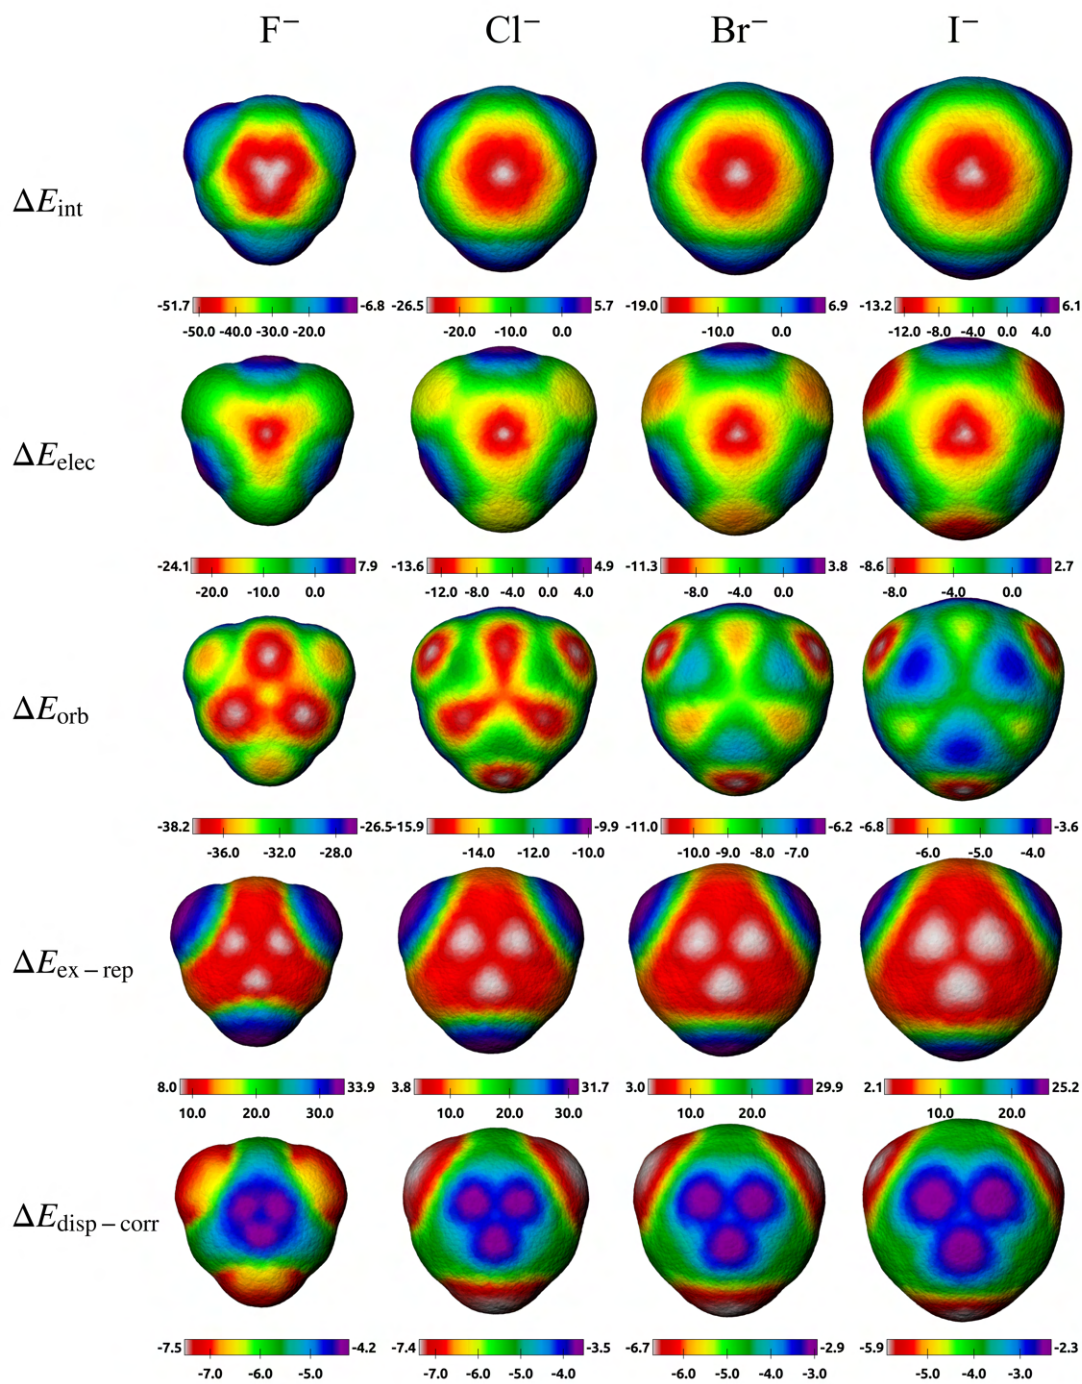 F⁻ Cl⁻ Br⁻ I⁻
ΔE_int
-51.7 -6.8 -26.5 5.7 -19.0 6.9 -13.2 6.1
-50.0 -40.0 -30.0 -20.0 -20.0 -10.0 0.0 -10.0 0.0 -12.0 -8.0 -4.0 0.0 4.0
ΔE_elec
-24.1 7.9 -13.6 4.9 -11.3 3.8 -8.6 2.7
-20.0 -10.0 0.0 -12.0 -8.0 -4.0 0.0 4.0 -8.0 -4.0 0.0 -8.0 -4.0 0.0
ΔE_orb
-38.2 -26.5 -15.9 -9.9 -11.0 -6.2 -6.8 -3.6
-36.0 -32.0 -28.0 -14.0 -12.0 -10.0 -10.0 -9.0 -8.0 -7.0 -6.0 -5.0 -4.0
ΔE_ex – rep
8.0 33.9 3.8 31.7 3.0 29.9 2.1 25.2
10.0 20.0 30.0 10.0 20.0 30.0 10.0 20.0 10.0 20.0
ΔE_disp – corr
-7.5 -4.2 -7.4 -3.5 -6.7 -2.9 -5.9 -2.3
-7.0 -6.0 -5.0 -7.0 -6.0 -5.0 -4.0 -6.0 -5.0 -4.0 -3.0 -5.0 -4.0 -3.0